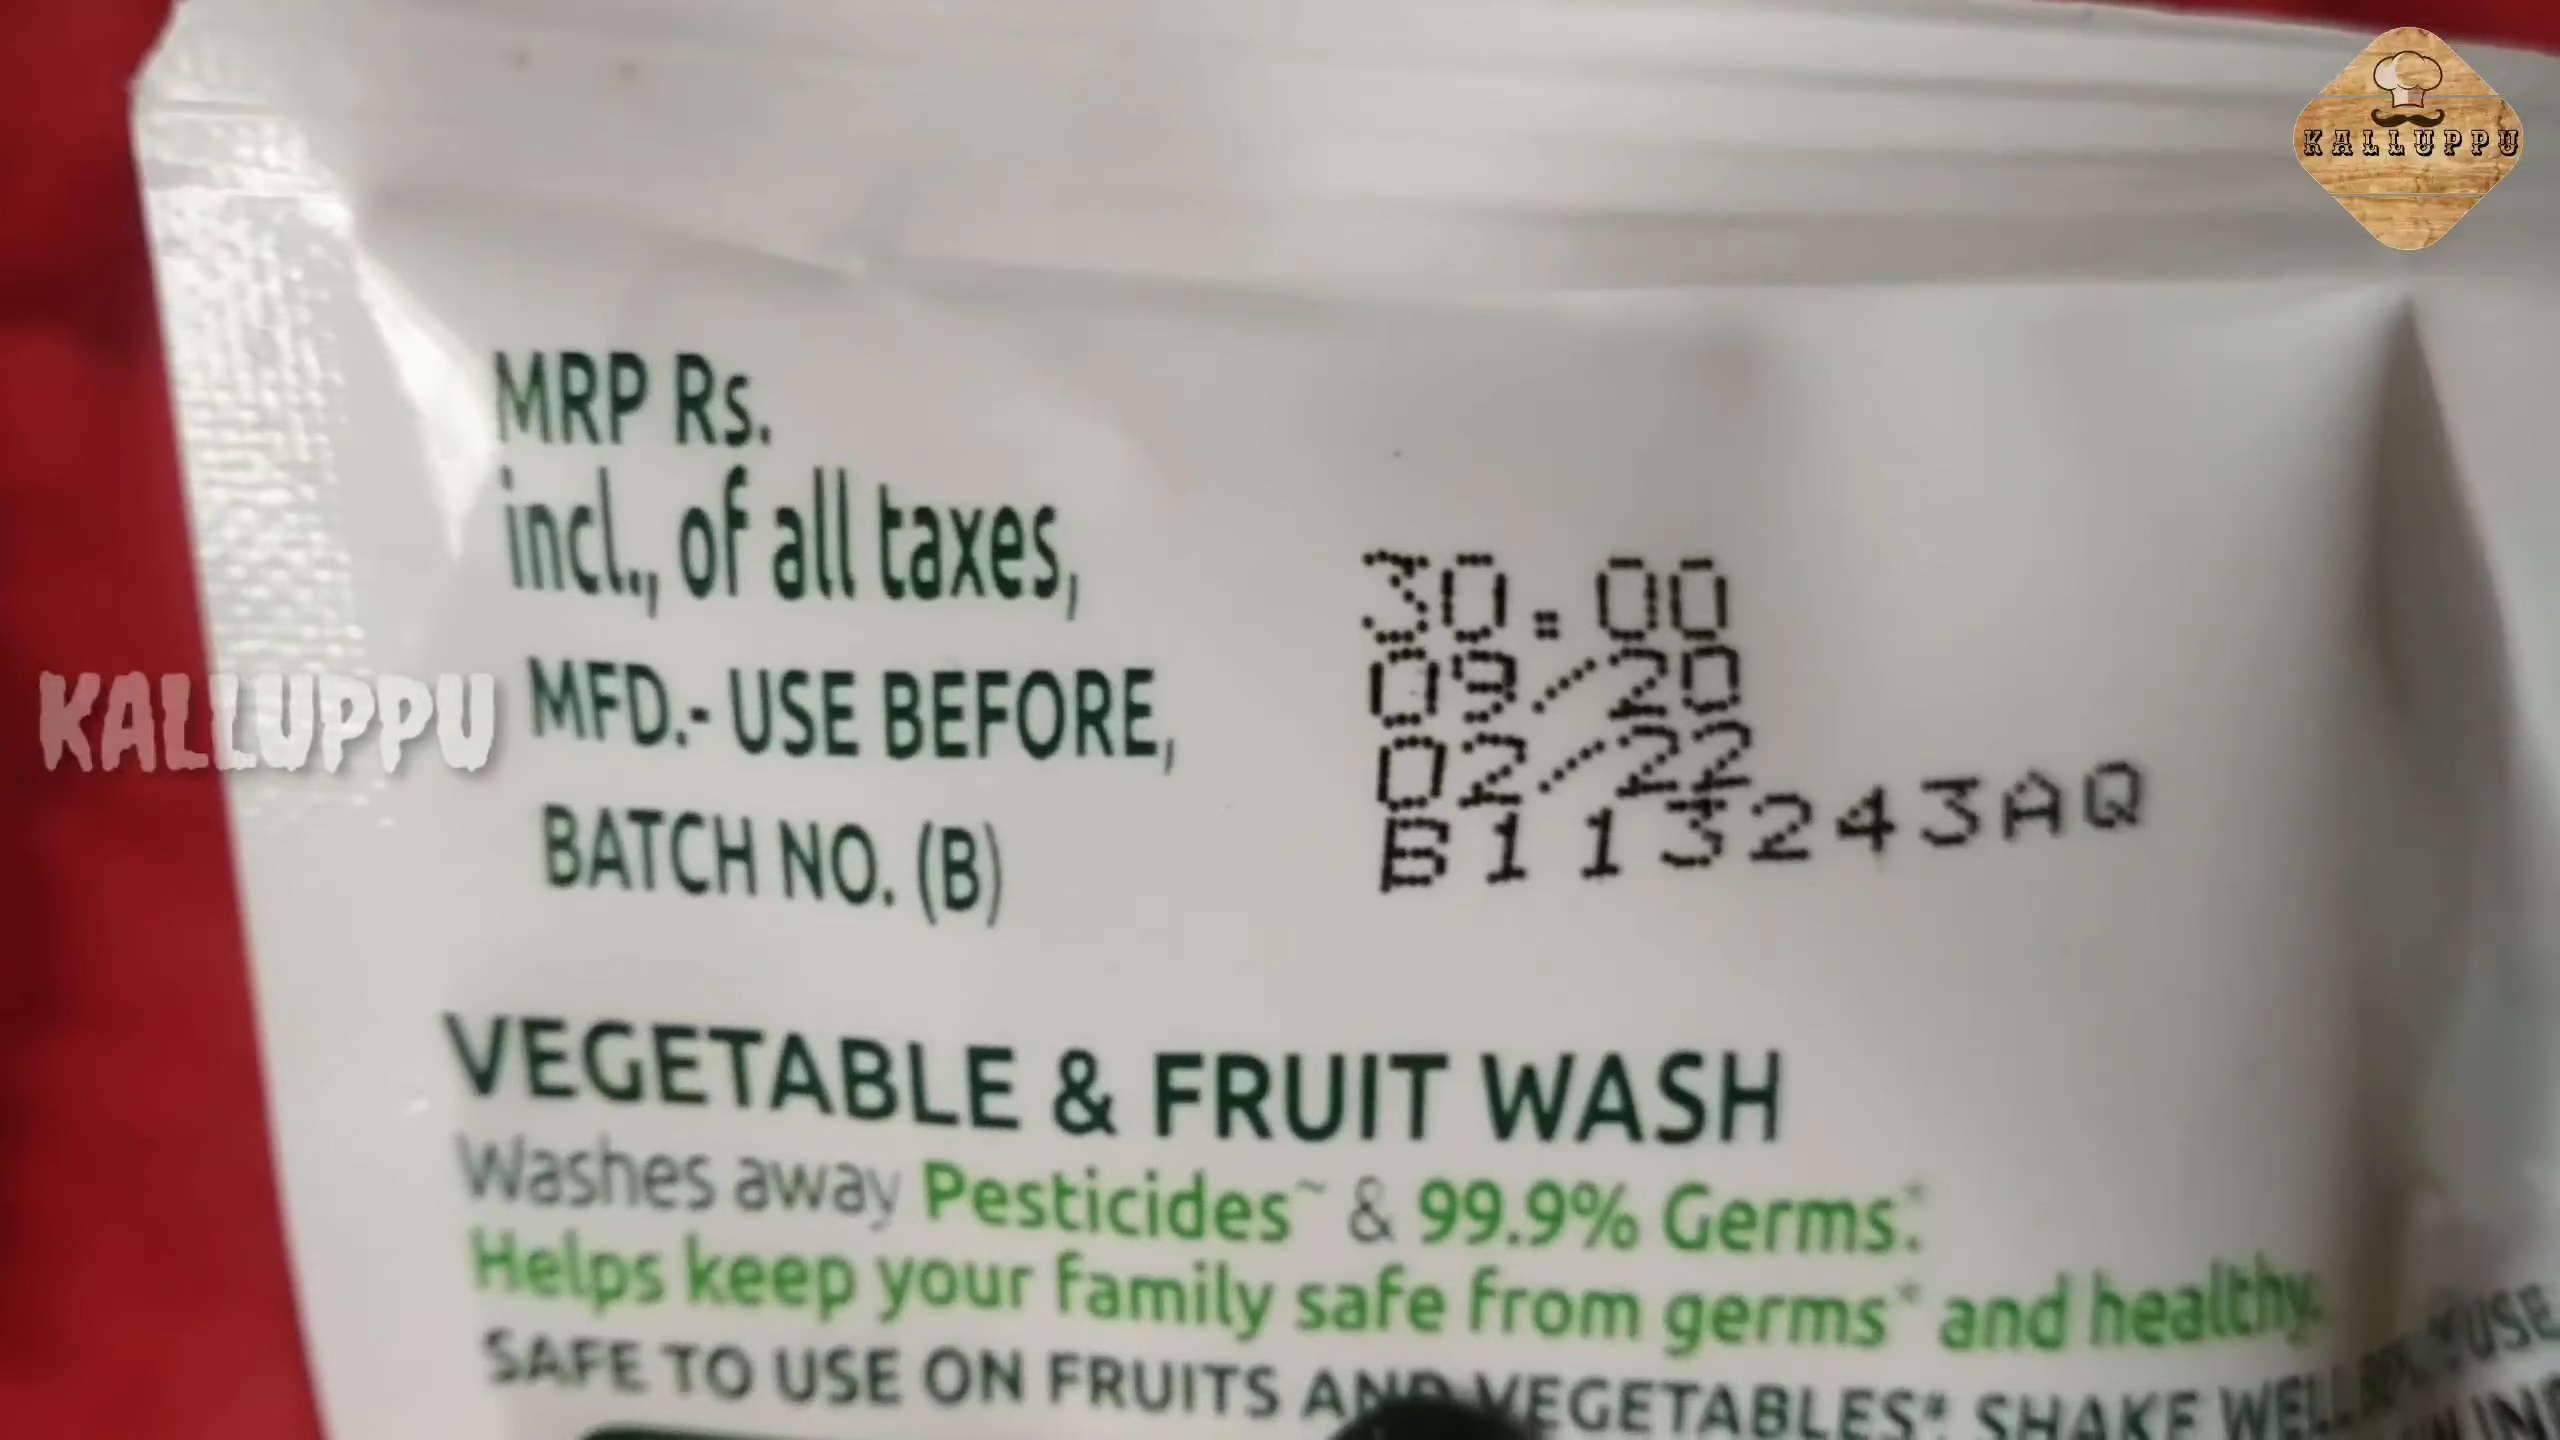 KALLUPPU
MRP Rs.
incl., of all taxes,
30.00
MFD.- USE BEFORE,
09/20
02/22
KALLUPPU
BATCH NO. (B)
B113243AQ
VEGETABLE & FRUIT WASH
Washes away Pesticides~ & 99.9% Germs.*
Helps keep your family safe from germs* and healthy.
SAFE TO USE ON FRUITS AND VEGETABLES* SHAKE WELL